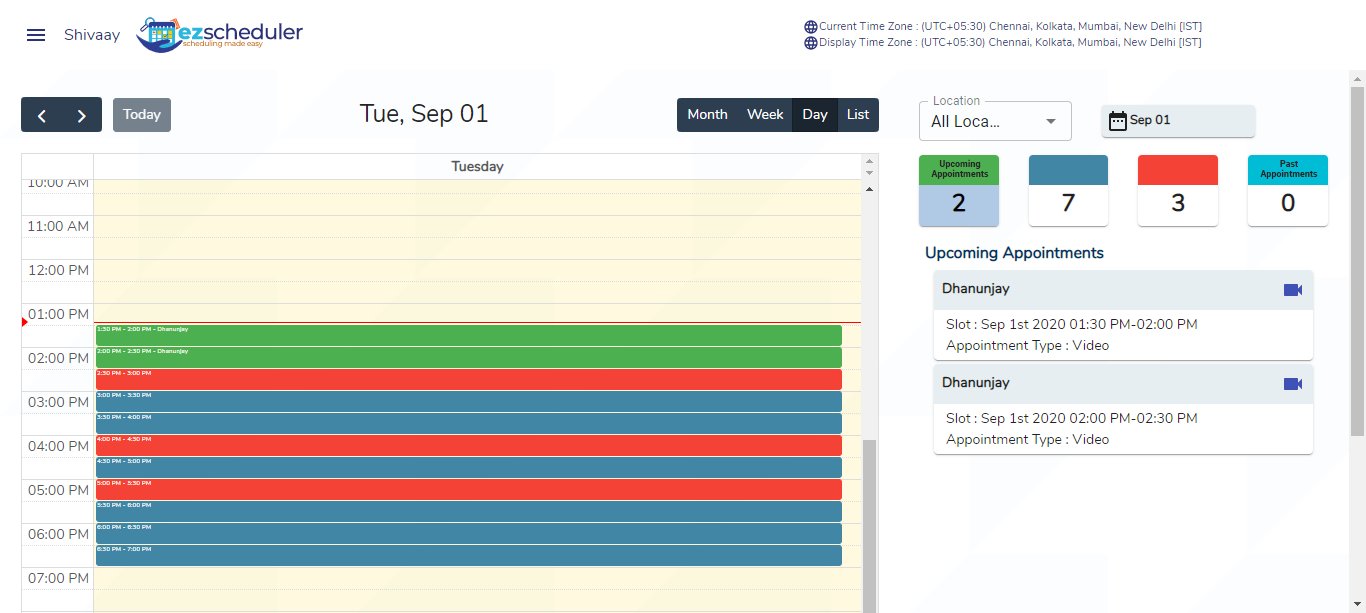 Shivaay
ezscheduler
scheduling made easy
Current Time Zone : (UTC+05:30) Chennai, Kolkata, Mumbai, New Delhi [IST]
Display Time Zone : (UTC+05:30) Chennai, Kolkata, Mumbai, New Delhi [IST]
Today
Tue, Sep 01
Month Week Day List
Location
All Loca...
Sep 01
Upcoming Appointments
2
7
3
Past Appointments
0
Tuesday
10:00 AM
11:00 AM
12:00 PM
01:00 PM
1:30 PM - 2:00 PM - Dhanunjay
02:00 PM
2:00 PM - 2:30 PM - Dhanunjay
2:30 PM - 3:00 PM
03:00 PM
3:00 PM - 3:30 PM
3:30 PM - 4:00 PM
04:00 PM
4:00 PM - 4:30 PM
4:30 PM - 5:00 PM
05:00 PM
5:00 PM - 5:30 PM
5:30 PM - 6:00 PM
06:00 PM
6:00 PM - 6:30 PM
6:30 PM - 7:00 PM
07:00 PM
Upcoming Appointments
Dhanunjay
Slot : Sep 1st 2020 01:30 PM-02:00 PM
Appointment Type : Video
Dhanunjay
Slot : Sep 1st 2020 02:00 PM-02:30 PM
Appointment Type : Video